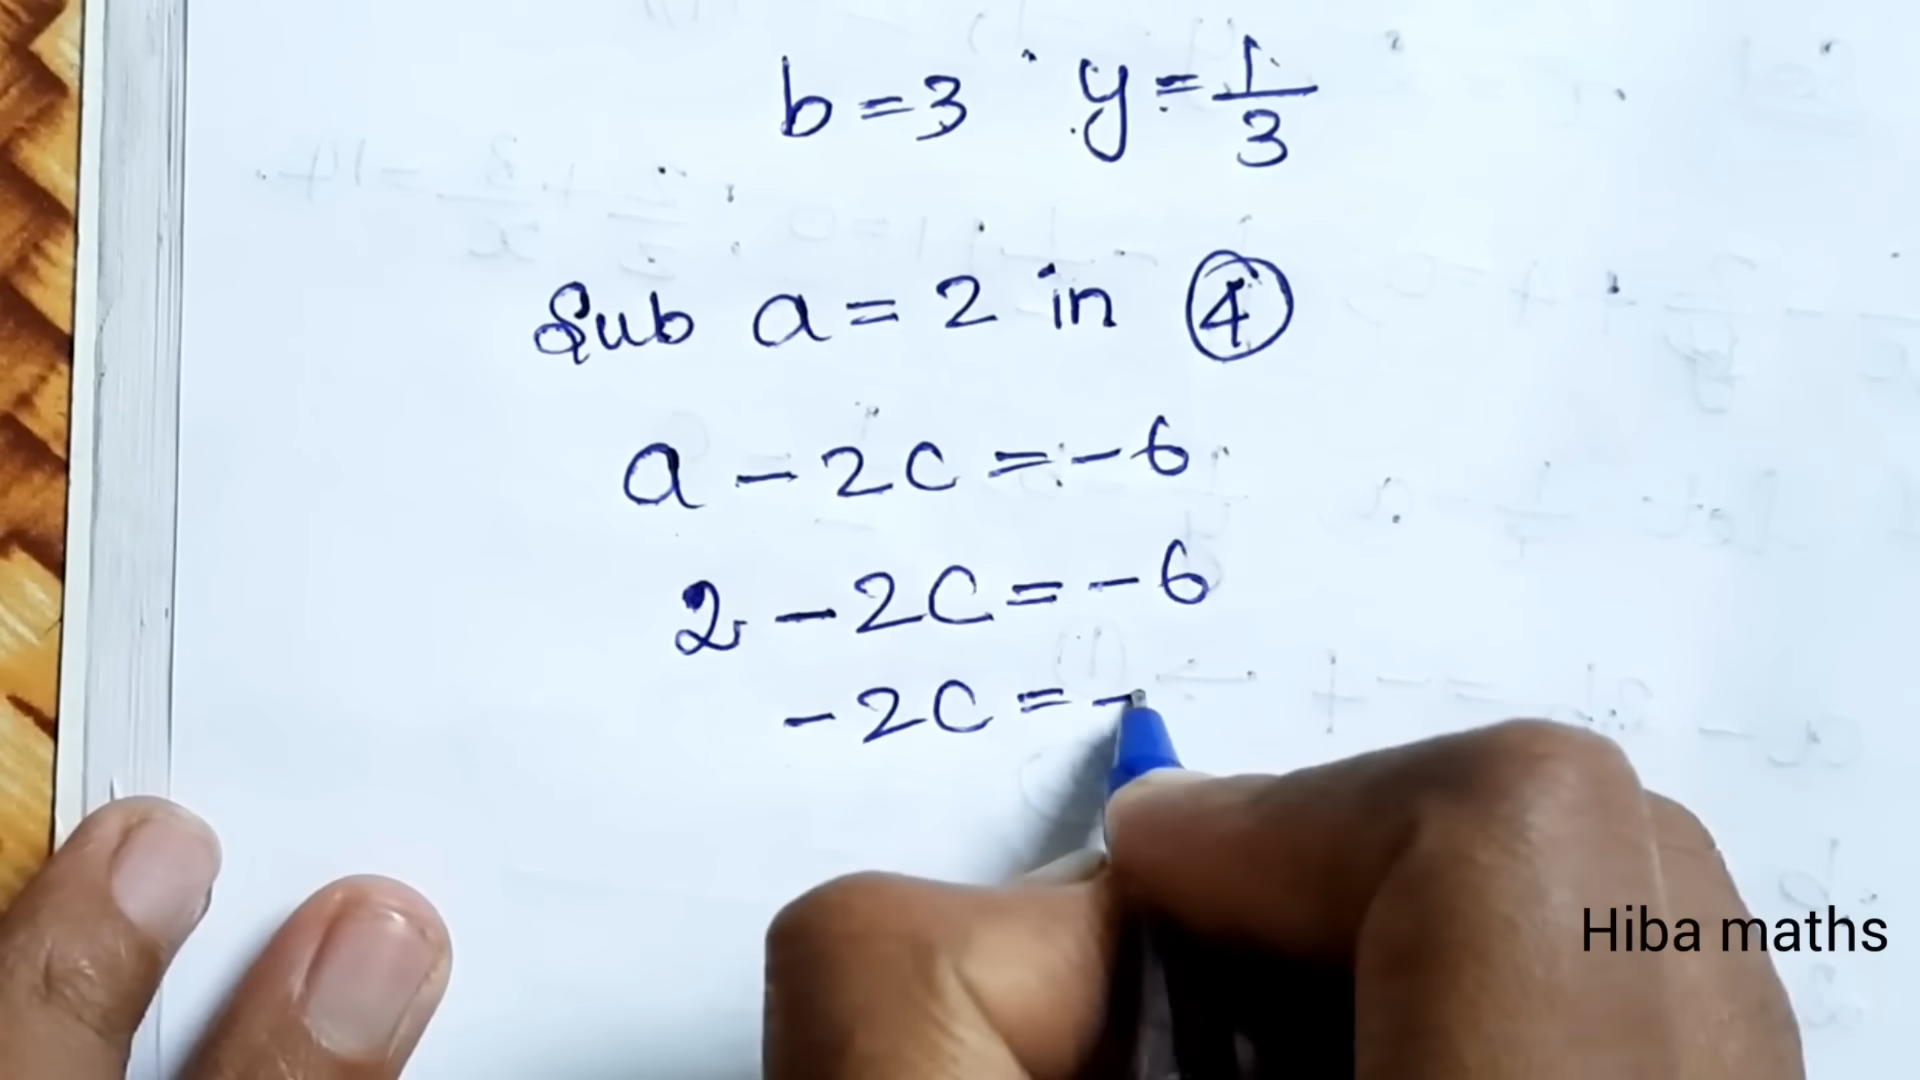 b = 3 y = 1/3
Sub a = 2 in ④
a - 2c = -6
2 - 2c = -6
-2c = -
Hiba maths